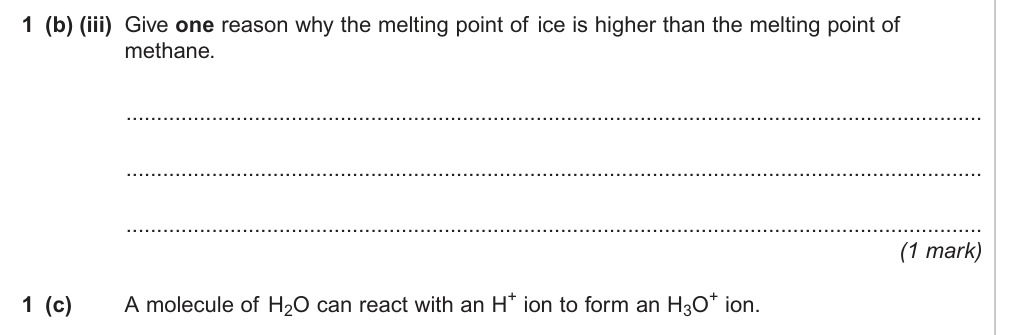 1 (b) (iii) Give one reason why the melting point of ice is higher than the melting point of
methane.
(1 mark)
1 (c) A molecule of H₂O can react with an H⁺ ion to form an H₃O⁺ ion.